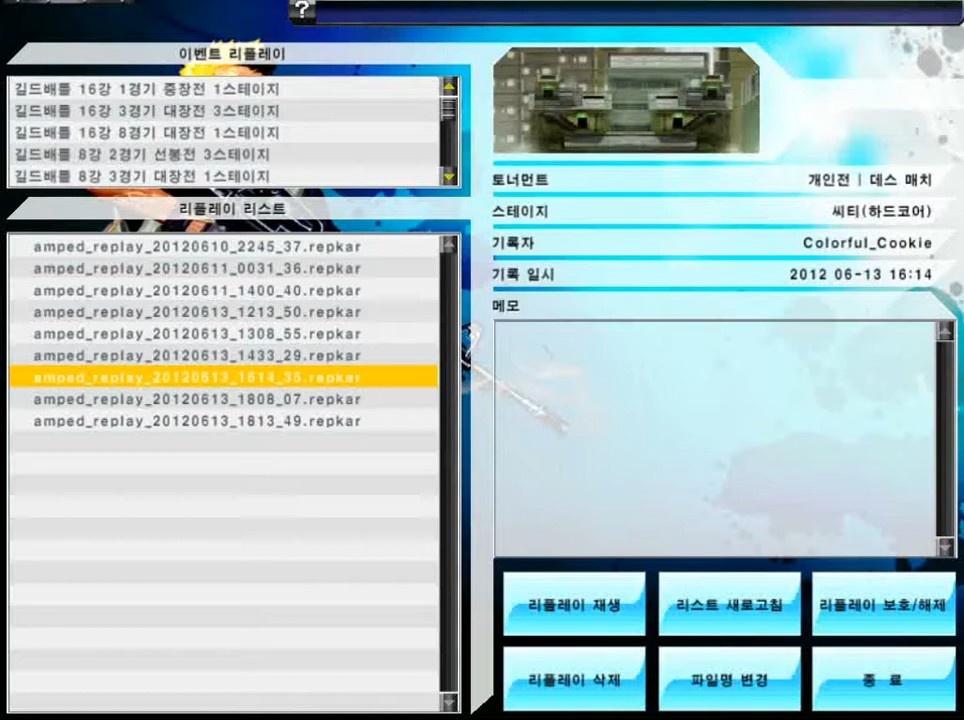 ?
이벤트 리플레이
길드배틀 16강 1경기 중장전 1스테이지
길드배틀 16강 3경기 대장전 3스테이지
길드배틀 16강 8경기 대장전 1스테이지
길드배틀 8강 2경기 선봉전 3스테이지
길드배틀 8강 3경기 대장전 1스테이지
리플레이 리스트
amped_replay_20120610_2245_37.repkar
amped_replay_20120611_0031_36.repkar
amped_replay_20120611_1400_40.repkar
amped_replay_20120613_1213_50.repkar
amped_replay_20120613_1308_55.repkar
amped_replay_20120613_1433_29.repkar
amped_replay_20120613_1614_35.repkar
amped_replay_20120613_1808_07.repkar
amped_replay_20120613_1813_49.repkar
토너먼트 개인전 | 데스 매치
스테이지 씨티(하드코어)
기록자 Colorful_Cookie
기록 일시 2012 06-13 16:14
메모
리플레이 재생 리스트 새로고침 리플레이 보호/해제
리플레이 삭제 파일명 변경 종 료